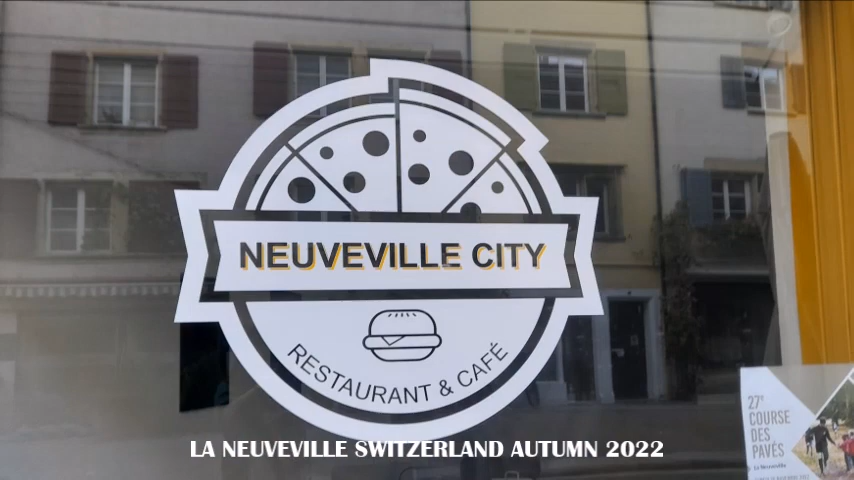 NEUVEVILLE CITY
RESTAURANT & CAFÉ
LA NEUVEVILLE SWITZERLAND AUTUMN 2022
27e
COURSE
DES
PAVÉS
La Neuveville